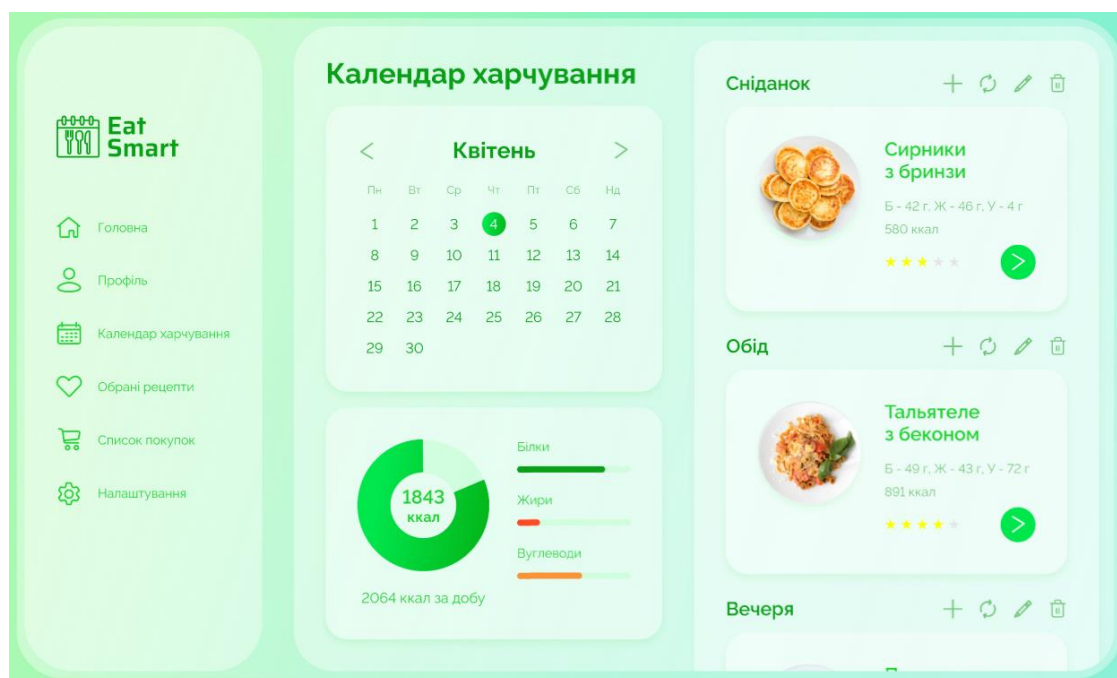 Eat
Smart
Головна
Профіль
Календар харчування
Обрані рецепти
Список покупок
Налаштування
Календар харчування
<
Квітень
>
Пн Вт Ср Чт Пт Сб Нд
1 2 3 4 5 6 7
8 9 10 11 12 13 14
15 16 17 18 19 20 21
22 23 24 25 26 27 28
29 30
1843
ккал
2064 ккал за добу
Білки
Жири
Вуглеводи
Сніданок
Сирники
з бринзи
Б - 42 г, Ж - 46 г, У - 4 г
580 ккал
Обід
Тальятеле
з беконом
Б - 49 г, Ж - 43 г, У - 72 г
891 ккал
Вечеря